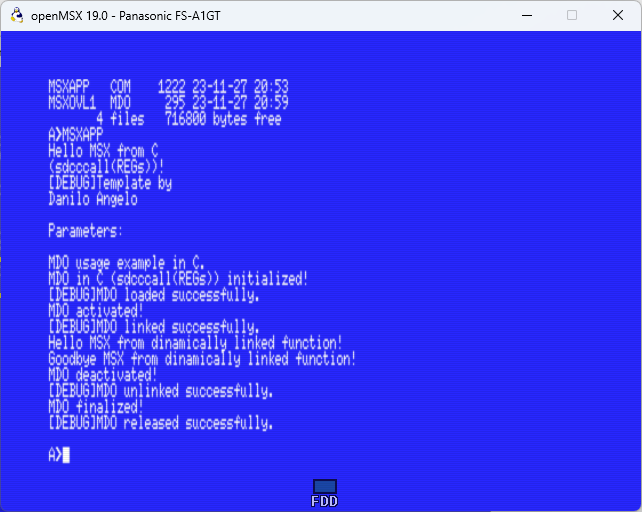 openMSX 19.0 - Panasonic FS-A1GT
MSXAPP   COM    1222 23-11-27 20:53
MSXOVL1  MDO     295 23-11-27 20:59
4 files   716800 bytes free
A>MSXAPP
Hello MSX from C
(sdcccall(REGs))!
[DEBUG]Template by
Danilo Angelo
Parameters:
MDO usage example in C.
MDO in C (sdcccall(REGs)) initialized!
[DEBUG]MDO loaded successfully.
MDO activated!
[DEBUG]MDO linked successfully.
Hello MSX from dinamically linked function!
Goodbye MSX from dinamically linked function!
MDO deactivated!
[DEBUG]MDO unlinked successfully.
MDO finalized!
[DEBUG]MDO released successfully.
A>
FDD